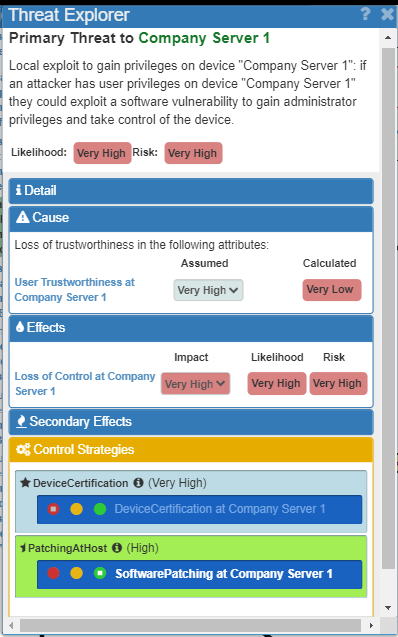 Threat Explorer
Primary Threat to Company Server 1
Local exploit to gain privileges on device "Company Server 1": if
an attacker has user privileges on device "Company Server 1"
they could exploit a software vulnerability to gain administrator
privileges and take control of the device.
Likelihood: Very High Risk: Very High
Detail
Cause
Loss of trustworthiness in the following attributes:
Assumed Calculated
User Trustworthiness at
Company Server 1
Very High Very Low
Effects
Impact Likelihood Risk
Loss of Control at Company
Server 1
Very High Very High Very High
Secondary Effects
Control Strategies
DeviceCertification (Very High)
DeviceCertification at Company Server 1
PatchingAtHost (High)
SoftwarePatching at Company Server 1